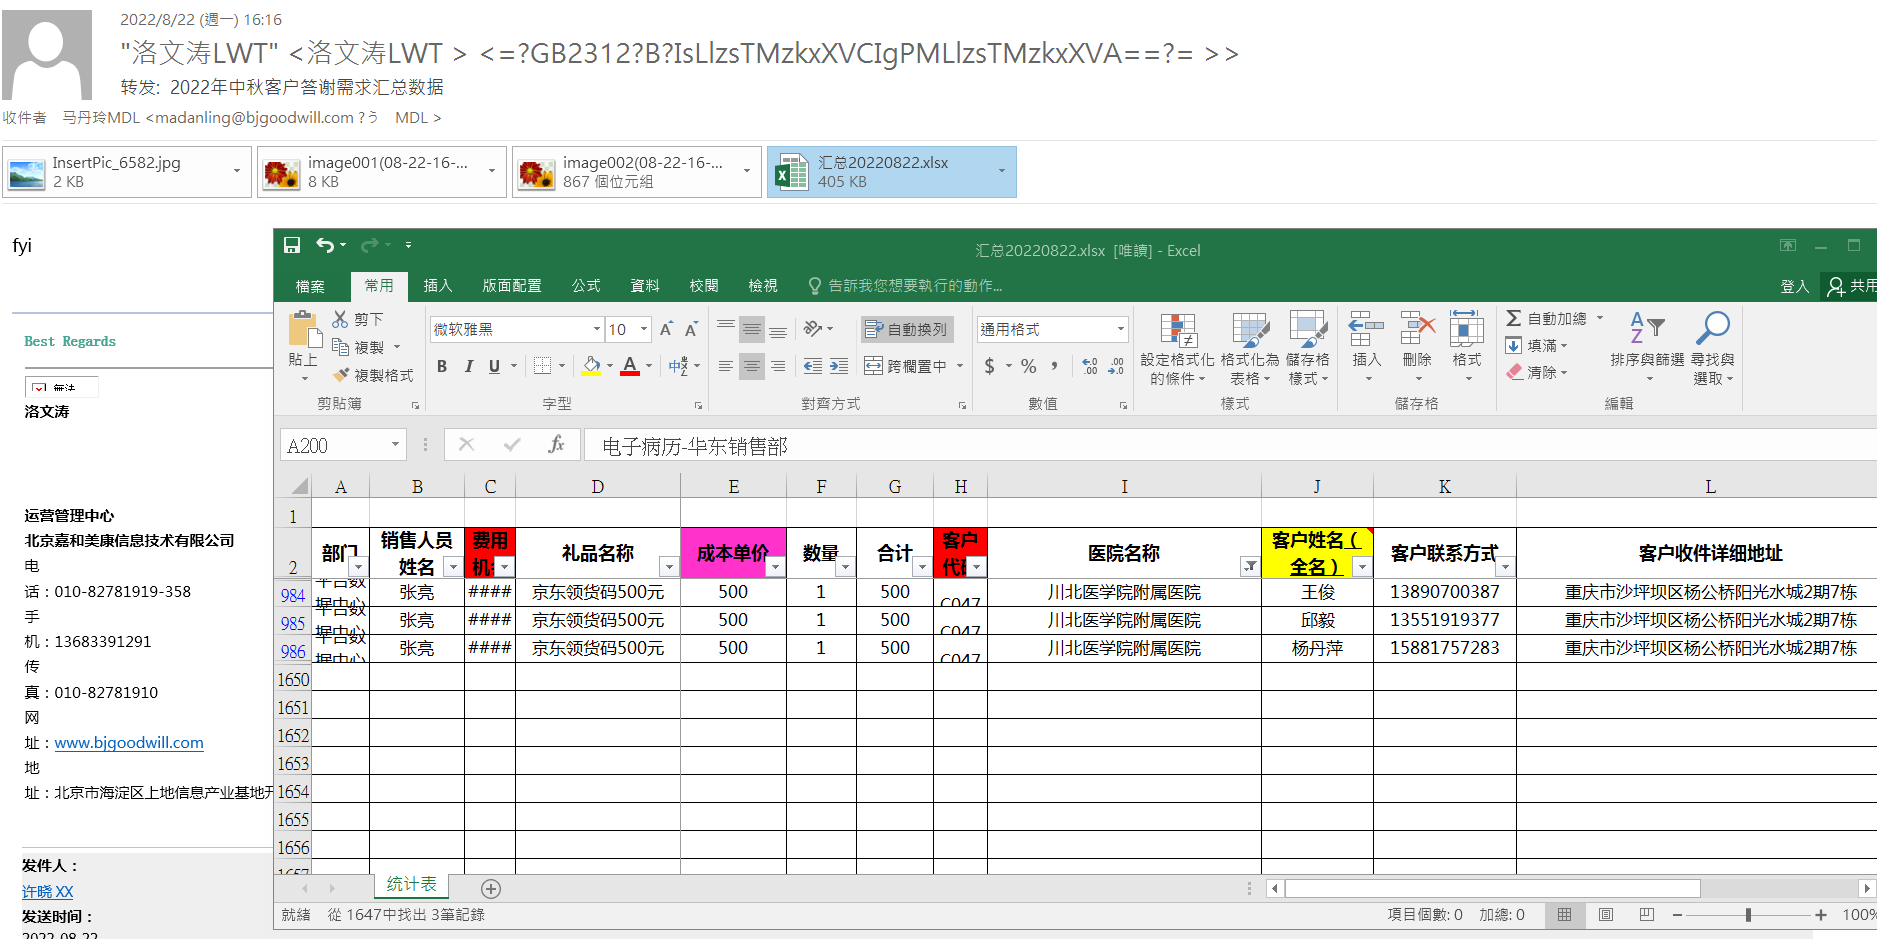 2022/8/22 (週一) 16:16
"洛文涛LWT" <洛文涛LWT > <=?GB2312?B?IsLlzsTMzkxXVCIgPMLlzsTMzkxXVA==?= >>
转发: 2022年中秋客户答谢需求汇总数据
收件者 马丹玲MDL <madanling@bjgoodwill.com ?う MDL >
InsertPic_6582.jpg
2 KB
image001(08-22-16-...
8 KB
image002(08-22-16-...
867 個位元組
汇总20220822.xlsx
405 KB
fyi
Best Regards
無法
洛文涛
运营管理中心
北京嘉和美康信息技术有限公司
电
话：010-82781919-358
手
机：13683391291
传
真：010-82781910
网
址：www.bjgoodwill.com
地
址：北京市海淀区上地信息产业基地开
发件人：
许晓 XX
发送时间：
2022-08-22
汇总20220822.xlsx [唯讀] - Excel
檔案 常用 插入 版面配置 公式 資料 校閱 檢視 告訴我您想要執行的動作... 登入 共用
貼上 剪下 複製 複製格式 剪貼簿
微软雅黑 10 A A B I U A 中 字型
自動換列 跨欄置中 對齊方式
通用格式 $ % , 數值
設定格式化的條件 格式化為表格 儲存格樣式 樣式
插入 刪除 格式 儲存格
自動加總 填滿 清除 排序與篩選 尋找與選取 編輯
A200 fx 电子病历-华东销售部
A B C D E F G H I J K L
1
2 部门 销售人员姓名 费用机 礼品名称 成本单价 数量 合计 客户代码 医院名称 客户姓名（全名） 客户联系方式 客户收件详细地址
984 平台数据中心 张亮 #### 京东领货码500元 500 1 500 C047 川北医学院附属医院 王俊 13890700387 重庆市沙坪坝区杨公桥阳光水城2期7栋
985 平台数据中心 张亮 #### 京东领货码500元 500 1 500 C047 川北医学院附属医院 邱毅 13551919377 重庆市沙坪坝区杨公桥阳光水城2期7栋
986 平台数据中心 张亮 #### 京东领货码500元 500 1 500 C047 川北医学院附属医院 杨丹萍 15881757283 重庆市沙坪坝区杨公桥阳光水城2期7栋
1650
1651
1652
1653
1654
1655
1656
1657
统计表
就緒 從 1647中找出 3筆記錄 項目個數: 0 加總: 0 100%